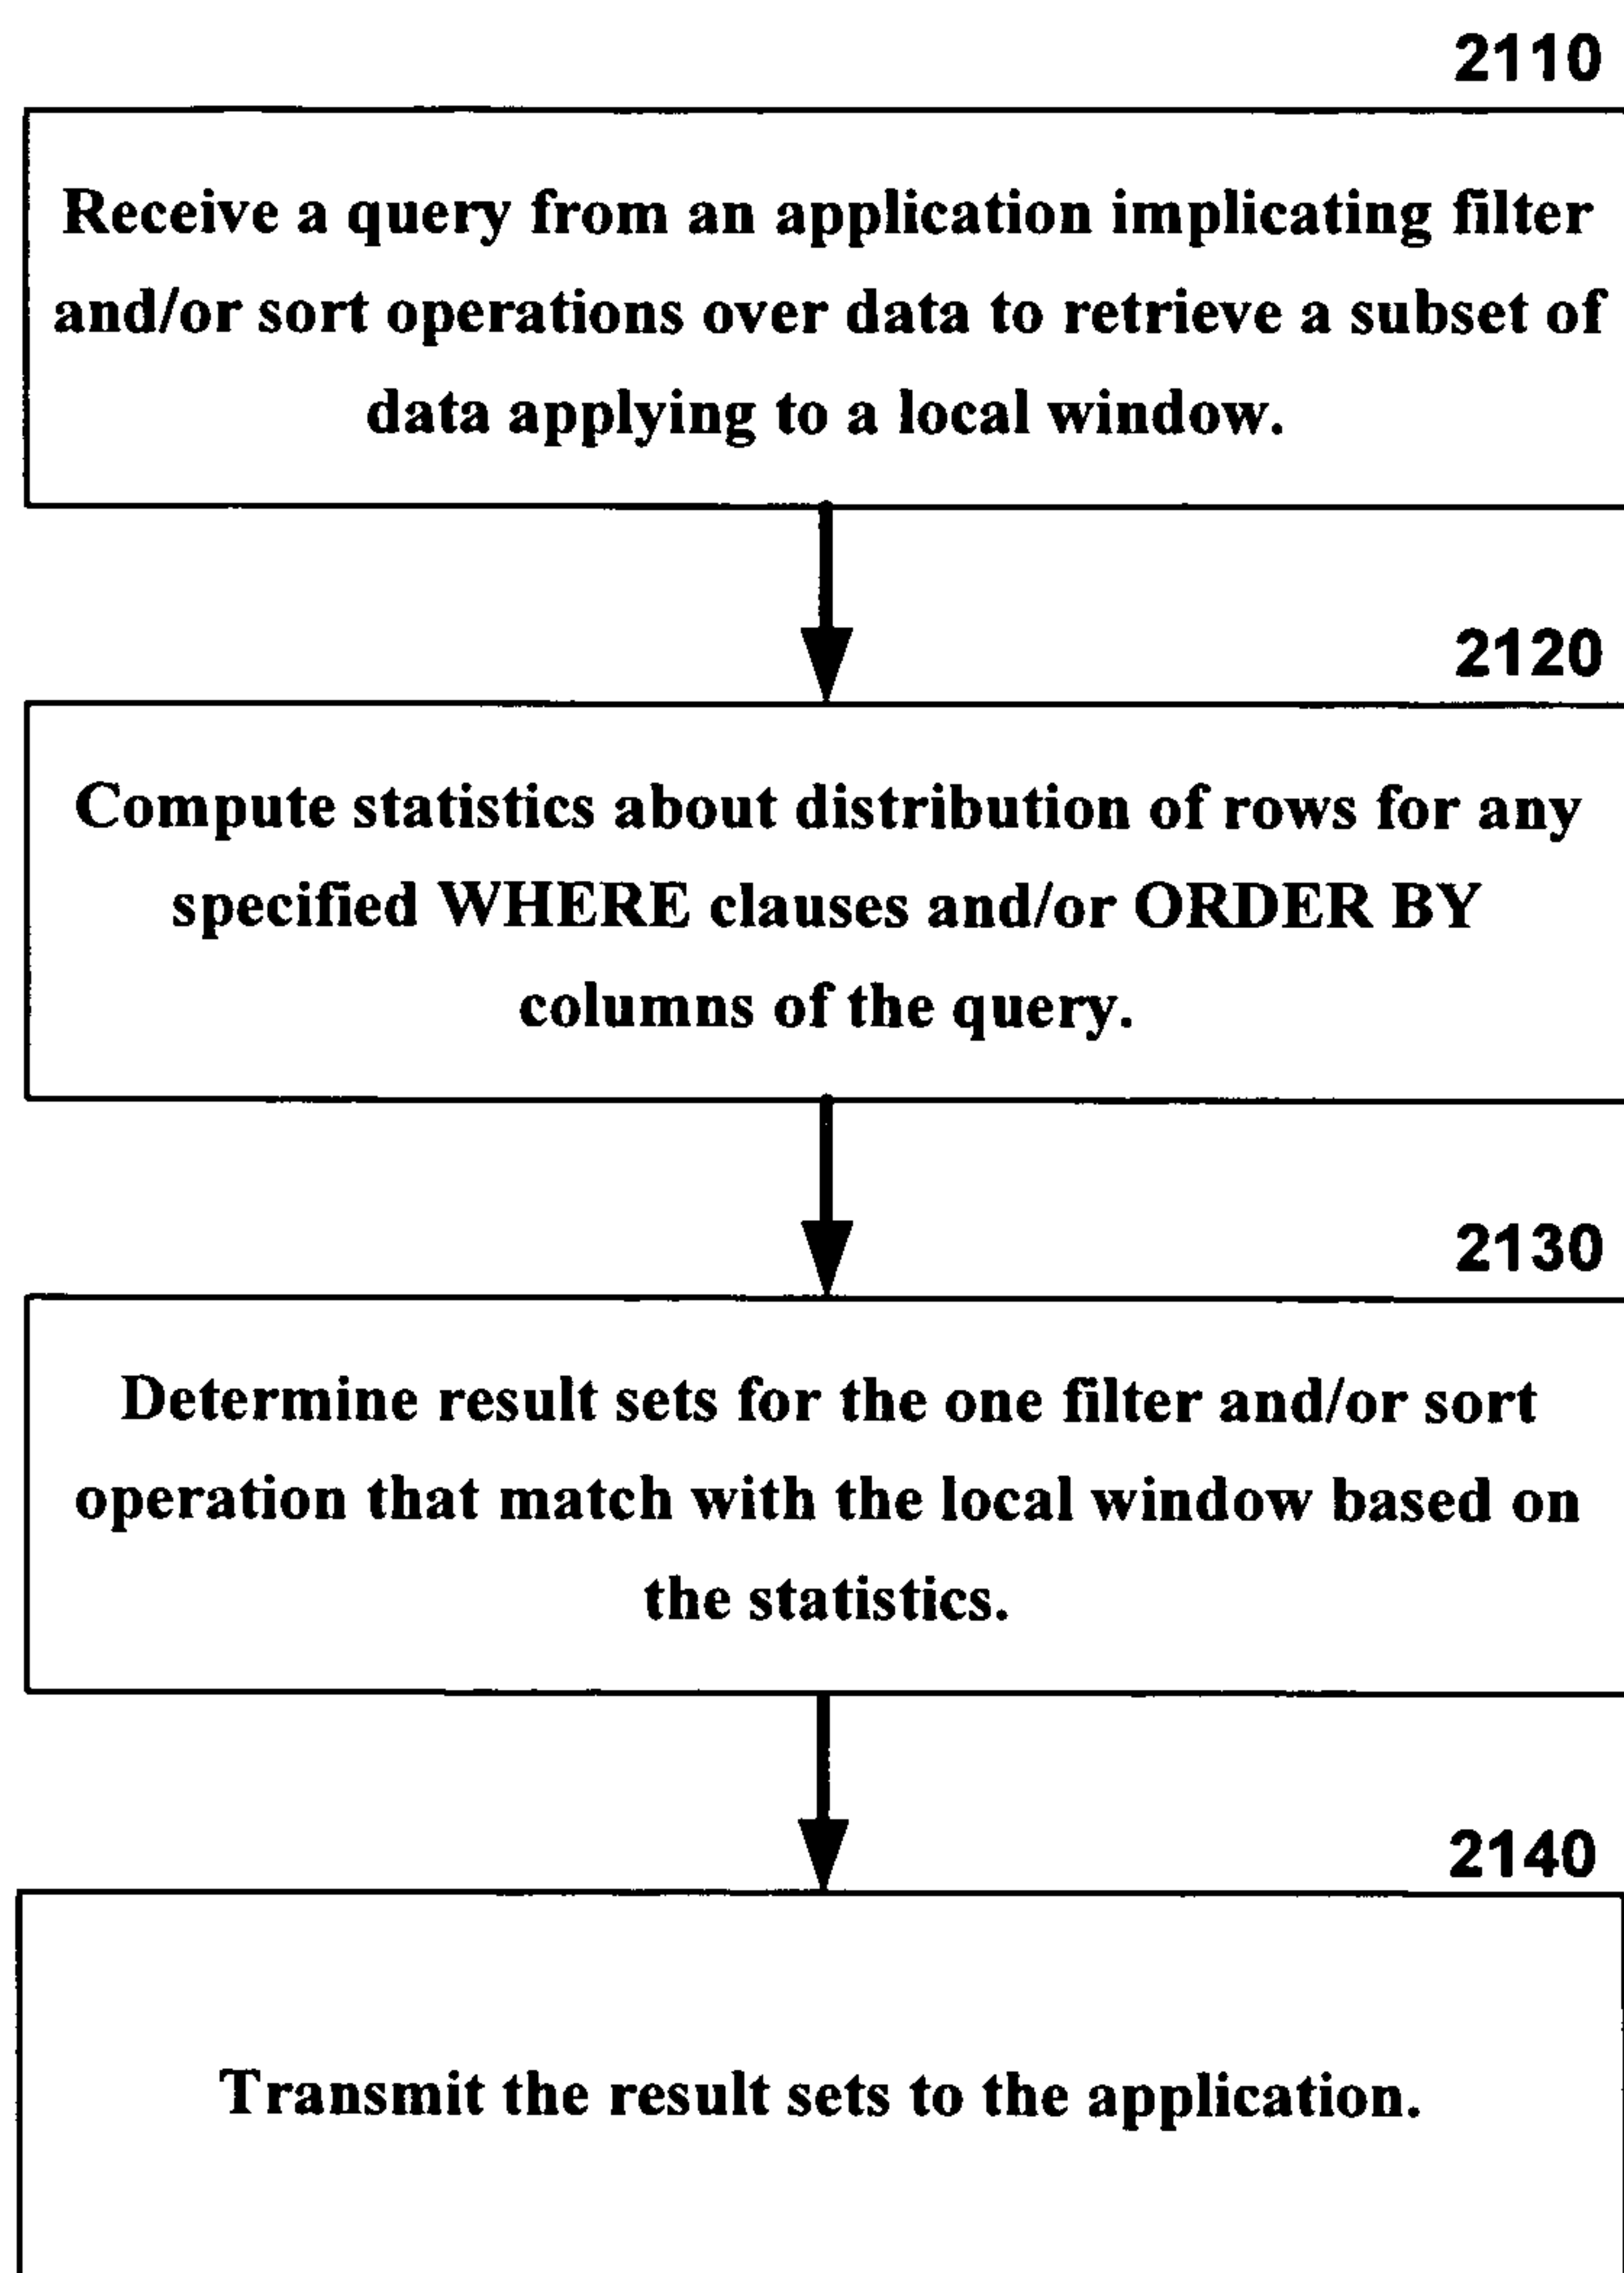 2110
Receive a query from an application implicating filter
and/or sort operations over data to retrieve a subset of
data applying to a local window.
2120
Compute statistics about distribution of rows for any
specified WHERE clauses and/or ORDER BY
columns of the query.
2130
Determine result sets for the one filter and/or sort
operation that match with the local window based on
the statistics.
2140
Transmit the result sets to the application.